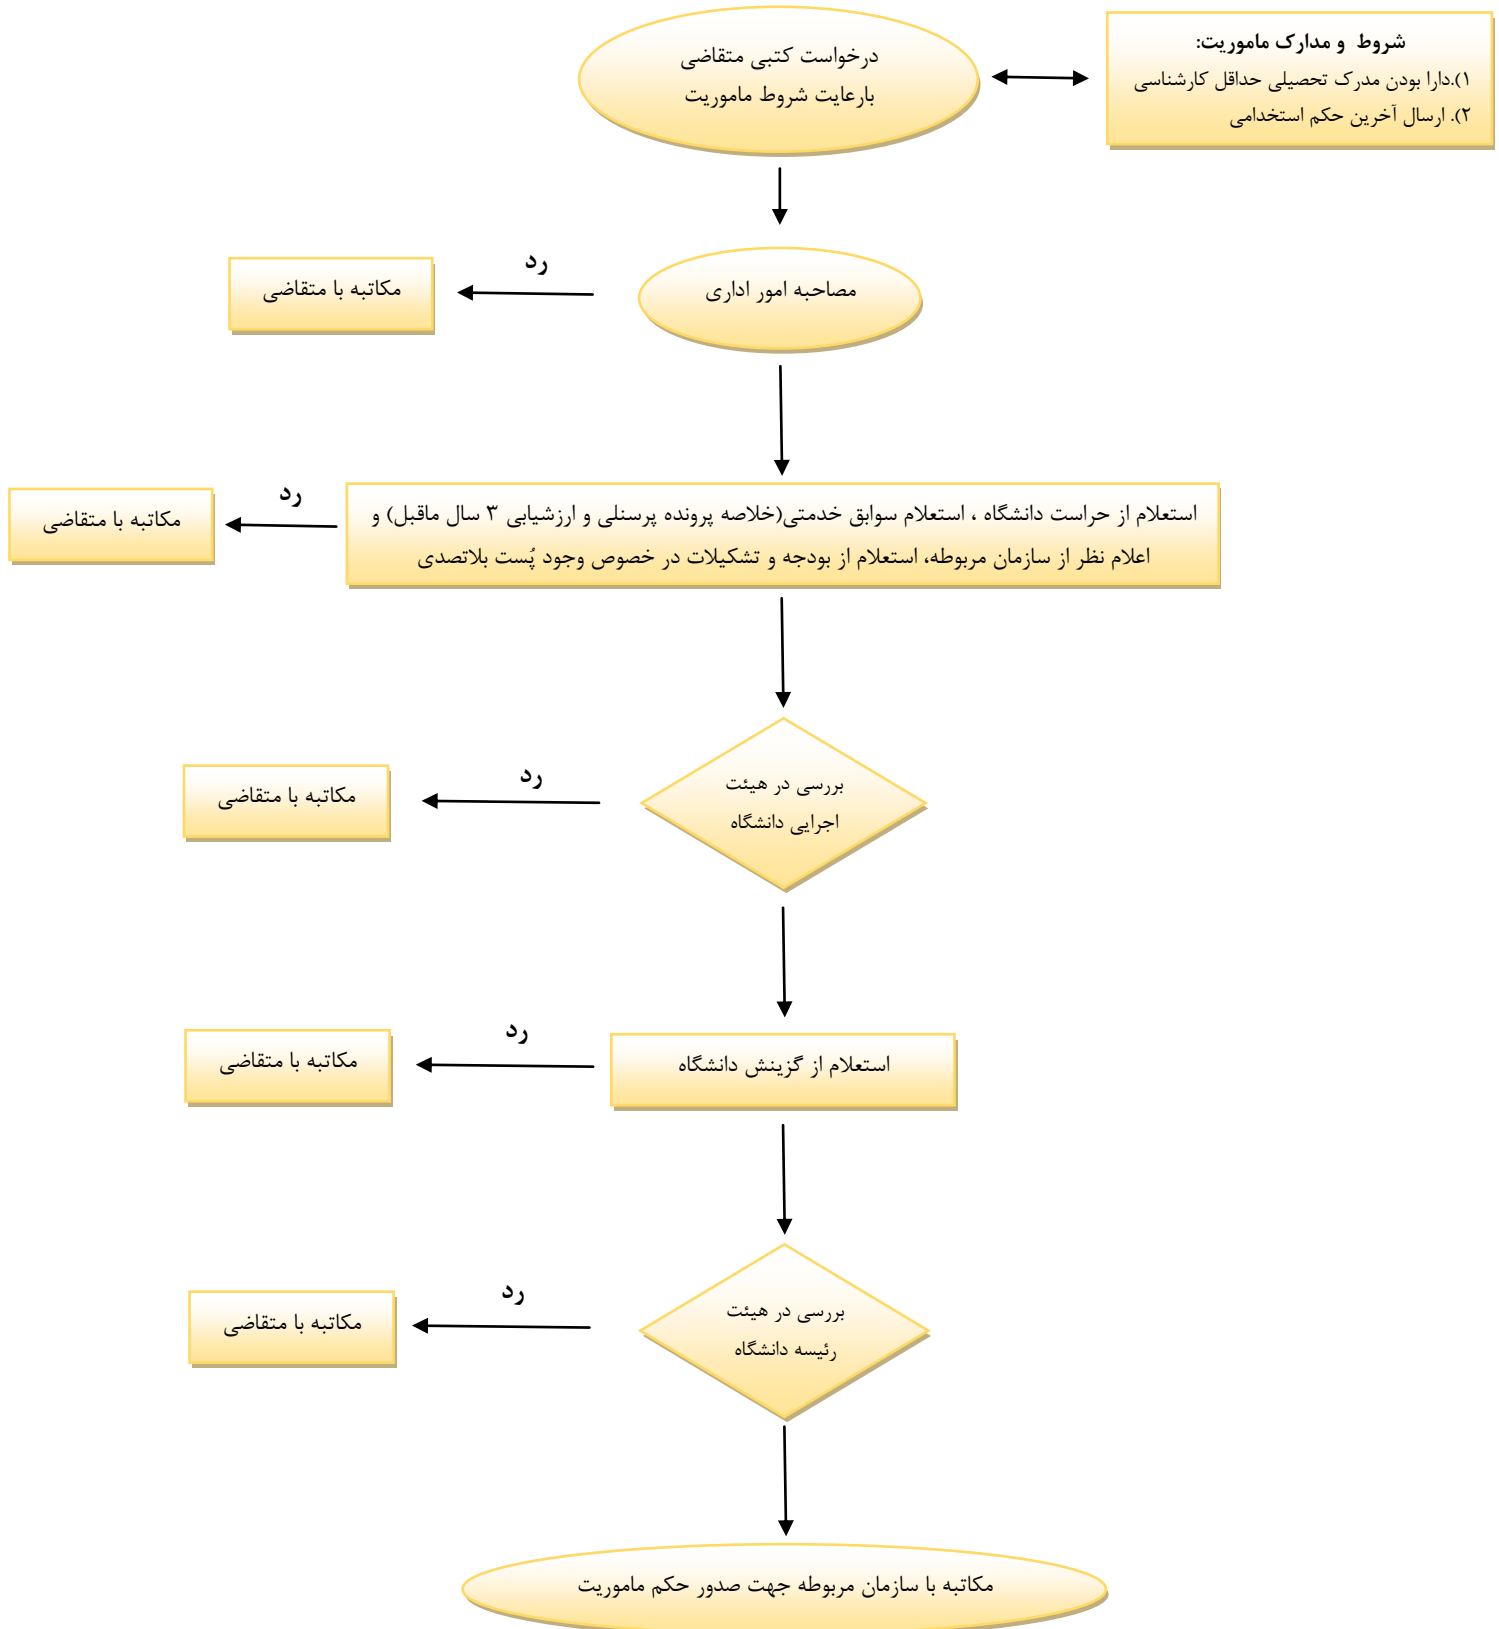 درخواست کتبی متقاضی
بارعایت شروط ماموریت
شروط و مدارک ماموریت:
۱).دارا بودن مدرک تحصیلی حداقل کارشناسی
۲). ارسال آخرین حکم استخدامی
مصاحبه امور اداری
رد
مکاتبه با متقاضی
استعلام از حراست دانشگاه ، استعلام سوابق خدمتی(خلاصه پرونده پرسنلی و ارزشیابی ۳ سال ماقبل) و
اعلام نظر از سازمان مربوطه، استعلام از بودجه و تشکیلات در خصوص وجود پُست بلاتصدی
رد
مکاتبه با متقاضی
بررسی در هیئت
اجرایی دانشگاه
رد
مکاتبه با متقاضی
استعلام از گزینش دانشگاه
رد
مکاتبه با متقاضی
بررسی در هیئت
رئیسه دانشگاه
رد
مکاتبه با متقاضی
مکاتبه با سازمان مربوطه جهت صدور حکم ماموریت